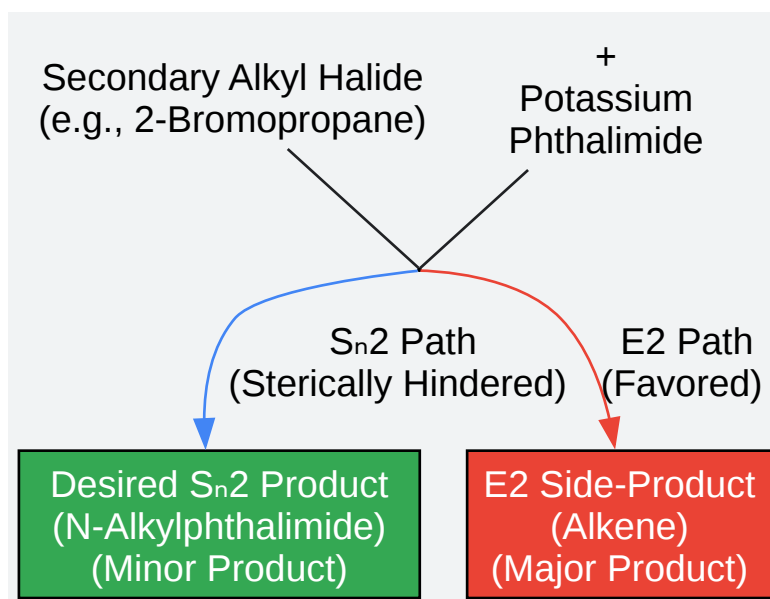 Secondary Alkyl Halide
(e.g., 2-Bromopropane)
+
Potassium
Phthalimide
Sₙ2 Path
(Sterically Hindered)
E2 Path
(Favored)
Desired Sₙ2 Product
(N-Alkylphthalimide)
(Minor Product)
E2 Side-Product
(Alkene)
(Major Product)